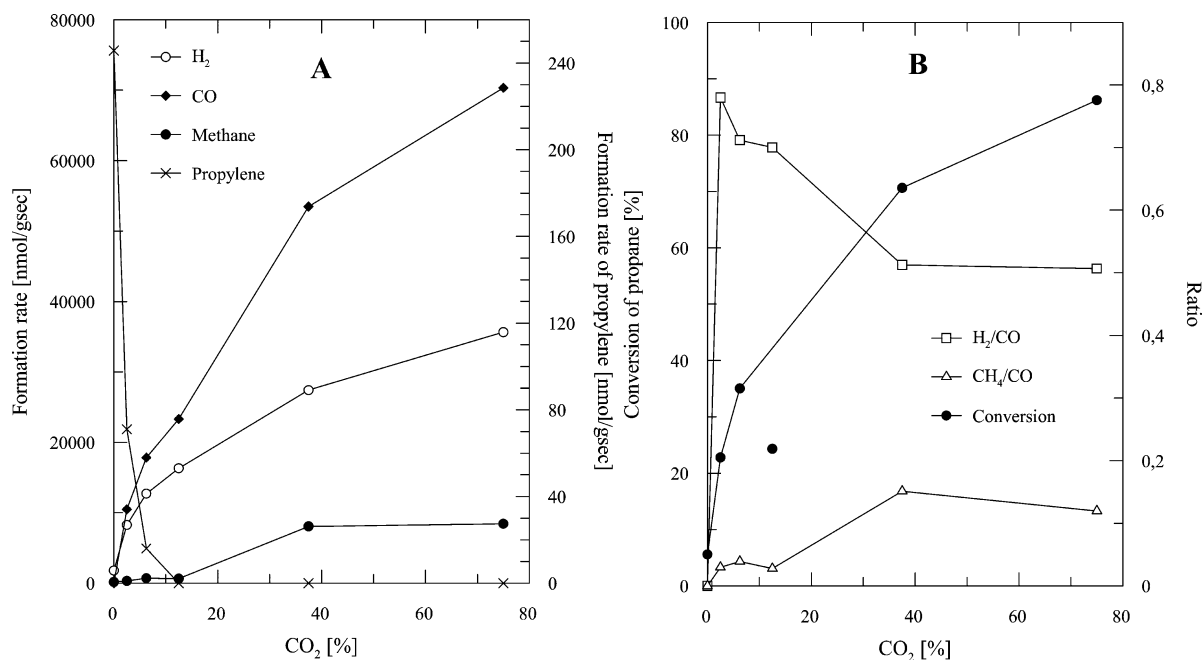 80000
60000
40000
20000
0
Formation rate [nmol/gsec]
A
H₂
CO
Methane
Propylene
240
200
160
120
80
40
0
Formation rate of propylene [nmol/gsec]
0
20
40
60
80
CO₂ [%]
100
80
60
40
20
0
Conversion of propane [%]
B
H₂/CO
CH₄/CO
Conversion
0,8
0,6
0,4
0,2
0
Ratio
0
20
40
60
80
CO₂ [%]